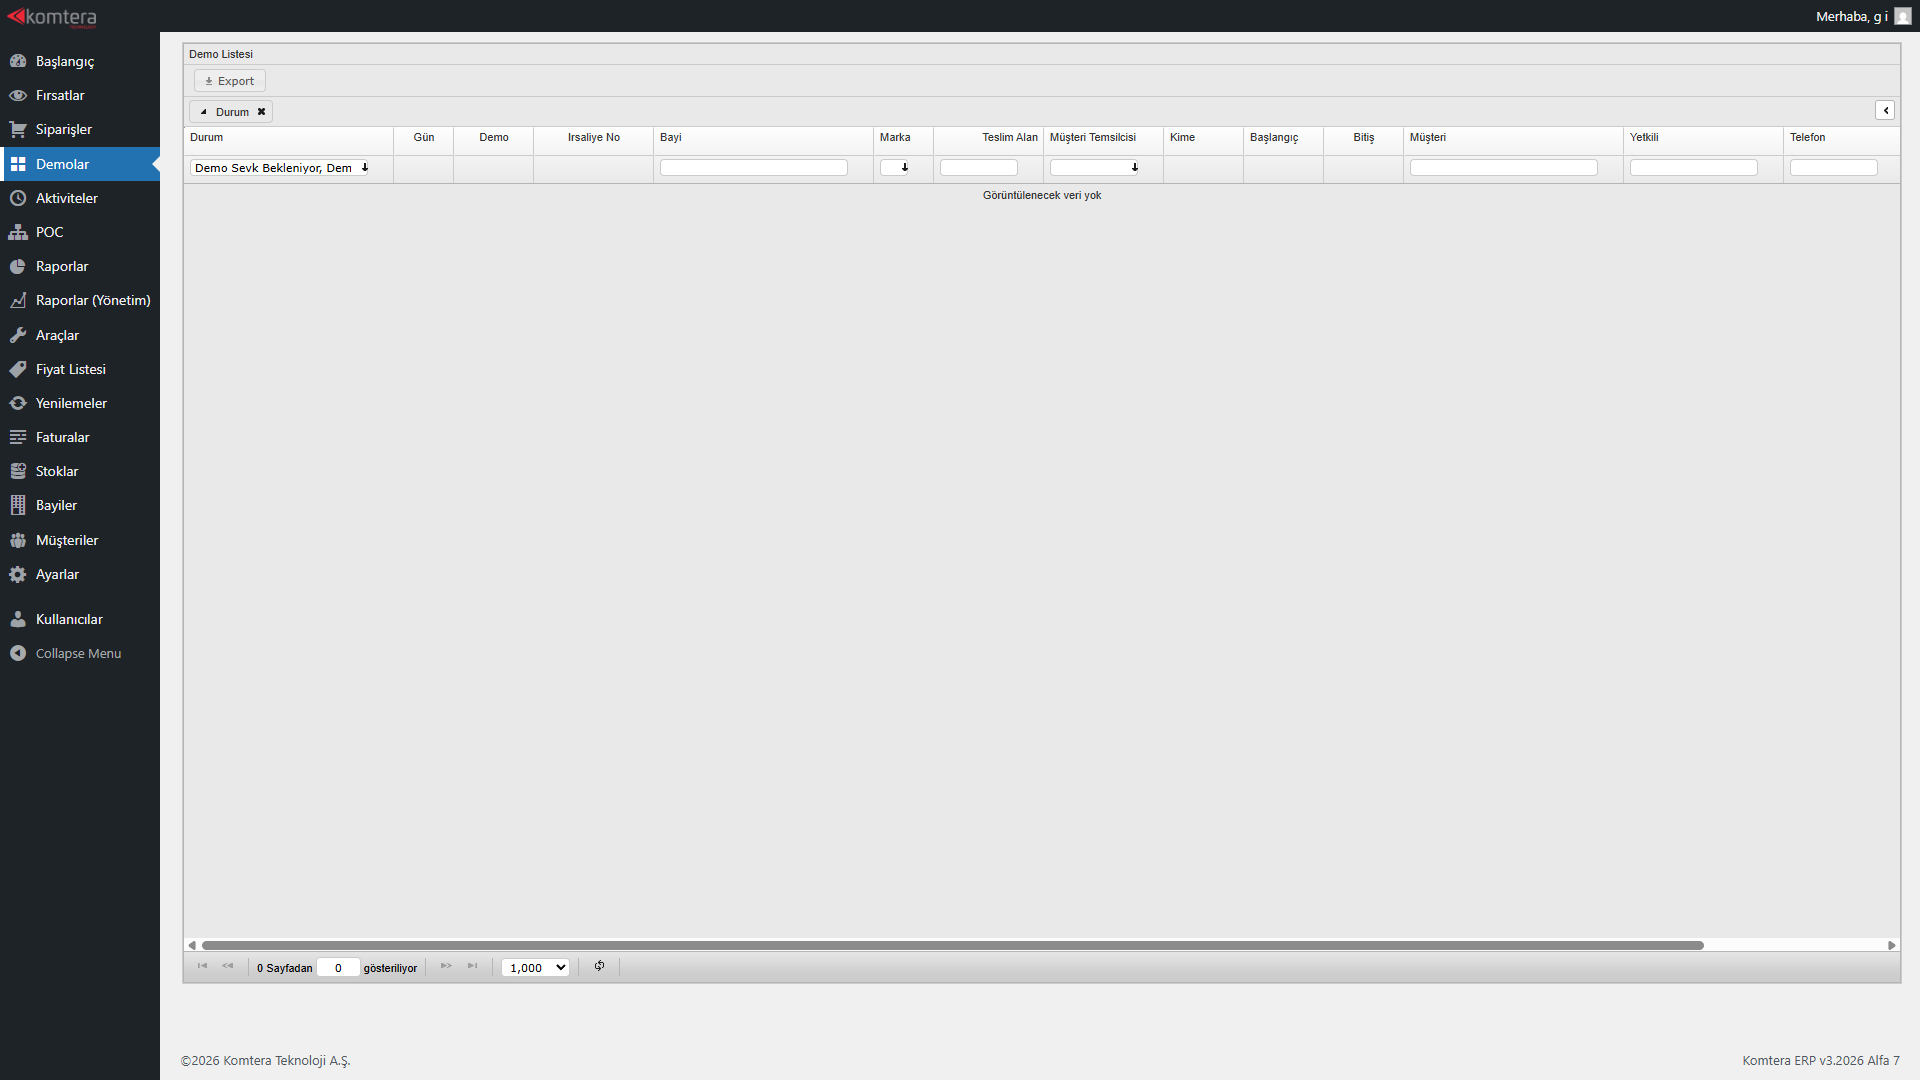 komtera
Merhaba, g i
Başlangıç
Fırsatlar
Siparişler
Demolar
Aktiviteler
POC
Raporlar
Raporlar (Yönetim)
Araçlar
Fiyat Listesi
Yenilemeler
Faturalar
Stoklar
Bayiler
Müşteriler
Ayarlar
Kullanıcılar
Collapse Menu
Demo Listesi
Export
Durum
Durum Gün Demo Irsaliye No Bayi Marka Teslim Alan Müşteri Temsilcisi Kime Başlangıç Bitiş Müşteri Yetkili Telefon
Demo Sevk Bekleniyor, Dem
Görüntülenecek veri yok
0 Sayfadan 0 gösteriliyor 1,000
©2026 Komtera Teknoloji A.Ş.
Komtera ERP v3.2026 Alfa 7